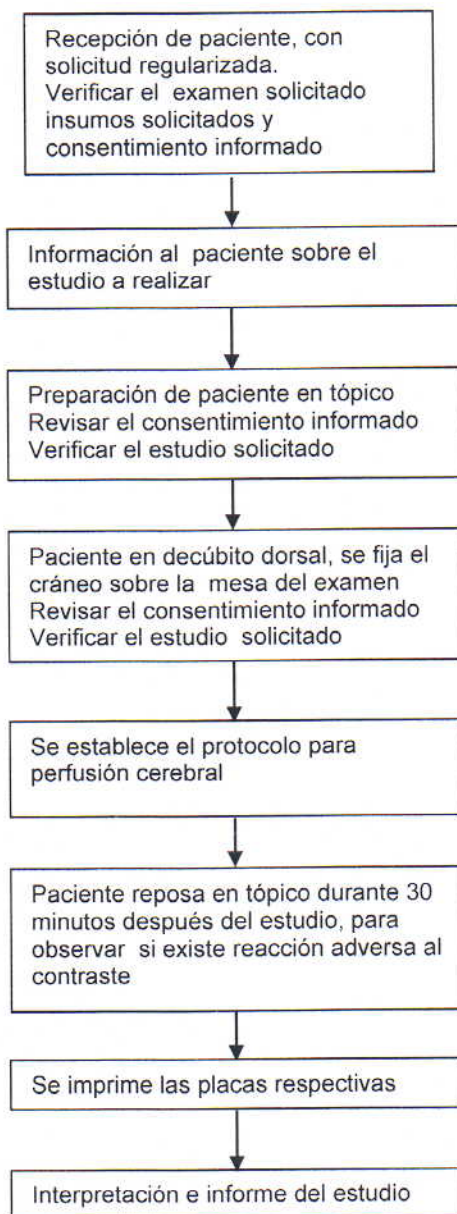 Recepción de paciente, con
solicitud regularizada.
Verificar el examen solicitado
insumos solicitados y
consentimiento informado
Información al paciente sobre el
estudio a realizar
Preparación de paciente en tópico
Revisar el consentimiento informado
Verificar el estudio solicitado
Paciente en decúbito dorsal, se fija el
cráneo sobre la mesa del examen
Revisar el consentimiento informado
Verificar el estudio solicitado
Se establece el protocolo para
perfusión cerebral
Paciente reposa en tópico durante 30
minutos después del estudio, para
observar si existe reacción adversa al
contraste
Se imprime las placas respectivas
Interpretación e informe del estudio